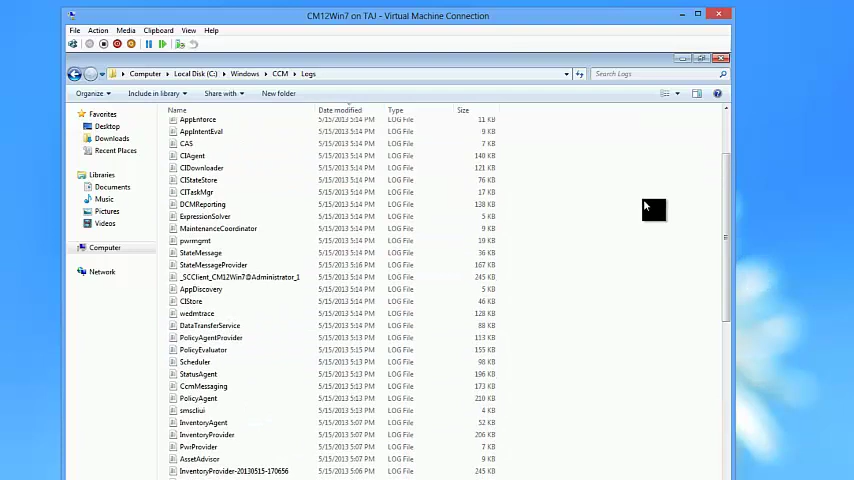 CM12Win7 on TAJ - Virtual Machine Connection
File Action Media Clipboard View Help
Computer Local Disk (C:) Windows CCM Logs Search Logs
Organize Include in library Share with New folder
Name Date modified Type Size
Favorites
Desktop
Downloads
Recent Places
Libraries
Documents
Music
Pictures
Videos
Computer
Network
AppEnforce 5/15/2013 5:14 PM LOG File 11 KB
AppIntentEval 5/15/2013 5:14 PM LOG File 9 KB
CAS 5/15/2013 5:14 PM LOG File 7 KB
CIAgent 5/15/2013 5:14 PM LOG File 140 KB
CIDownloader 5/15/2013 5:14 PM LOG File 121 KB
CIStateStore 5/15/2013 5:14 PM LOG File 76 KB
CITaskMgr 5/15/2013 5:14 PM LOG File 17 KB
DCMReporting 5/15/2013 5:14 PM LOG File 138 KB
ExpressionSolver 5/15/2013 5:14 PM LOG File 5 KB
MaintenanceCoordinator 5/15/2013 5:14 PM LOG File 9 KB
pwrmgmt 5/15/2013 5:14 PM LOG File 19 KB
StateMessage 5/15/2013 5:14 PM LOG File 36 KB
StateMessageProvider 5/15/2013 5:16 PM LOG File 167 KB
_SCClient_CM12Win7@Administrator_1 5/15/2013 5:14 PM LOG File 245 KB
AppDiscovery 5/15/2013 5:14 PM LOG File 5 KB
CIStore 5/15/2013 5:14 PM LOG File 46 KB
wedmtrace 5/15/2013 5:14 PM LOG File 128 KB
DataTransferService 5/15/2013 5:14 PM LOG File 88 KB
PolicyAgentProvider 5/15/2013 5:13 PM LOG File 113 KB
PolicyEvaluator 5/15/2013 5:13 PM LOG File 155 KB
Scheduler 5/15/2013 5:13 PM LOG File 98 KB
StatusAgent 5/15/2013 5:13 PM LOG File 196 KB
CcmMessaging 5/15/2013 5:13 PM LOG File 173 KB
PolicyAgent 5/15/2013 5:13 PM LOG File 210 KB
smscliui 5/15/2013 5:13 PM LOG File 4 KB
InventoryAgent 5/15/2013 5:07 PM LOG File 52 KB
InventoryProvider 5/15/2013 5:07 PM LOG File 206 KB
PwrProvider 5/15/2013 5:07 PM LOG File 7 KB
AssetAdvisor 5/15/2013 5:07 PM LOG File 9 KB
InventoryProvider-20130515-170656 5/15/2013 5:06 PM LOG File 245 KB